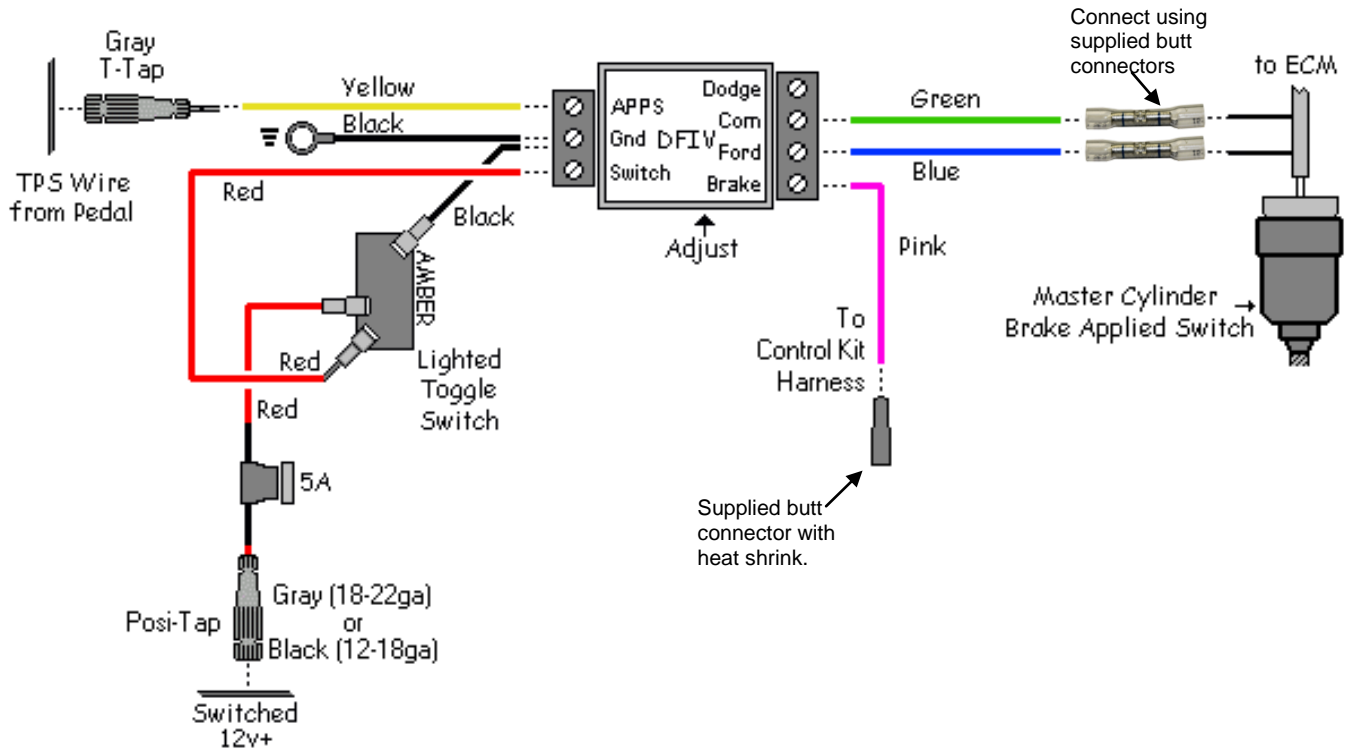 Connect using
supplied butt
connectors
to ECM
Gray
T-Tap
Yellow
Black
TPS Wire
from Pedal
Red
Black
APPS
Gnd
Switch
DFIV
Dodge
Com
Ford
Brake
Adjust
Green
Blue
Pink
Master Cylinder
Brake Applied Switch
To
Control Kit
Harness
AMBER
Red
Lighted
Toggle
Switch
Red
5A
Supplied butt
connector with
heat shrink.
Posi-Tap
Gray (18-22ga)
or
Black (12-18ga)
Switched
12v+